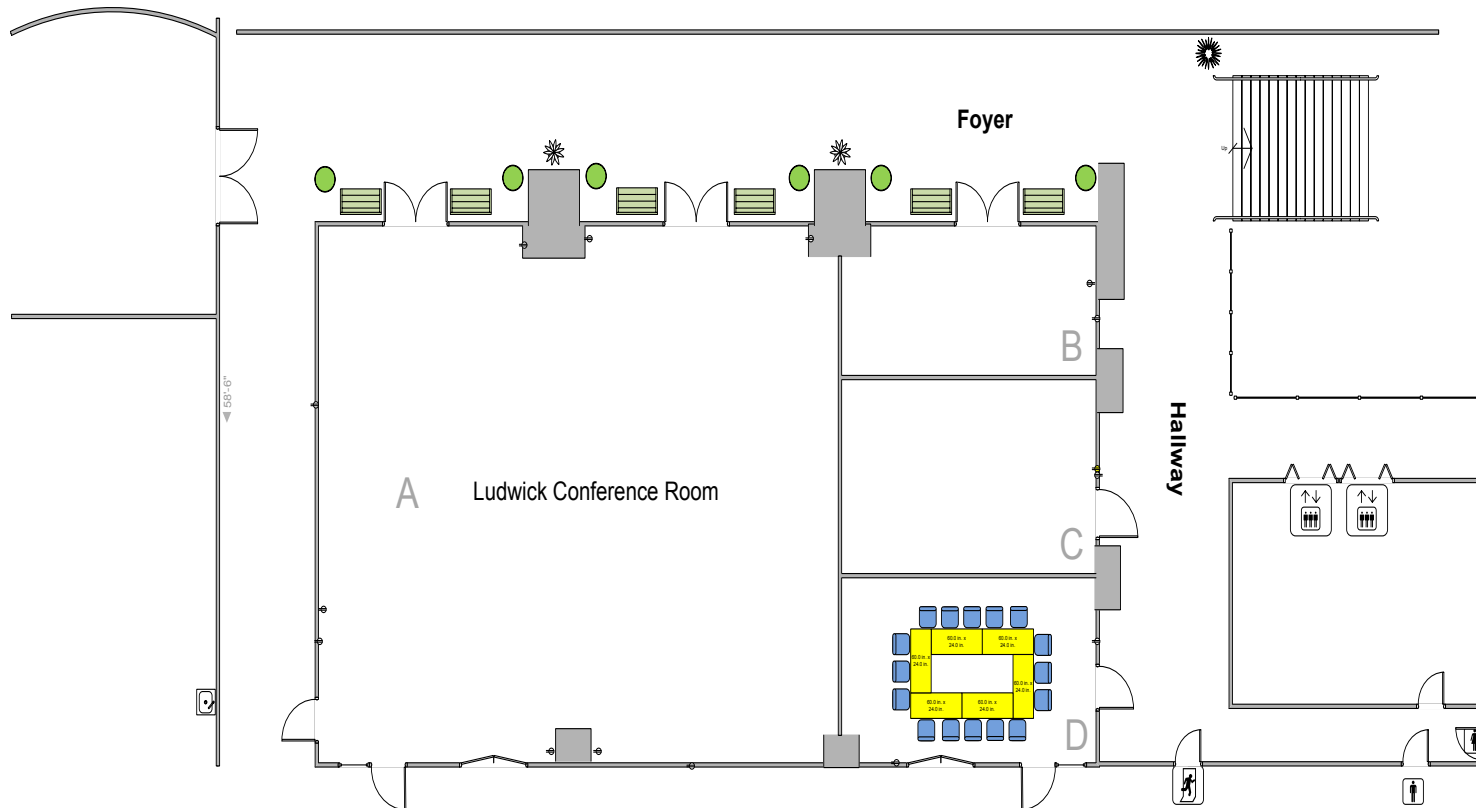 Foyer
Up
B
58'-6"
Hallway
A
Ludwick Conference Room
C
60.0 in. x
24.0 in.
60.0 in. x
24.0 in.
60.0 in. x
24.0 in.
60.0 in. x
24.0 in.
60.0 in. x
24.0 in.
60.0 in. x
24.0 in.
D